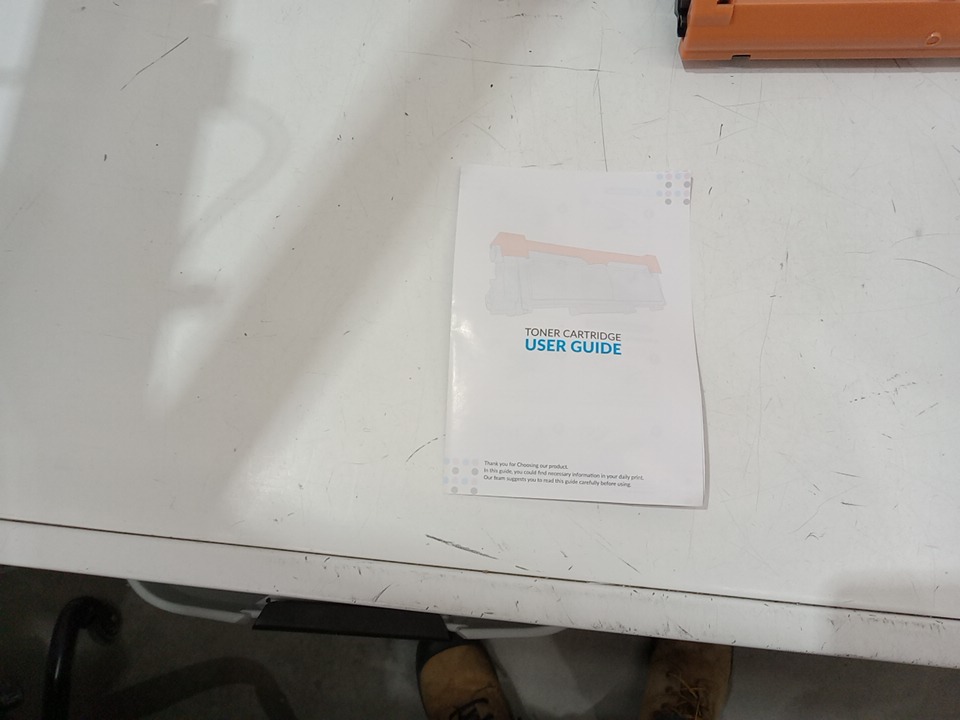 TONER CARTRIDGE
USER GUIDE
Thank you for Choosing our product.
In this guide, you could find necessary information in your daily print.
Our team suggests you to read this guide carefully before using.